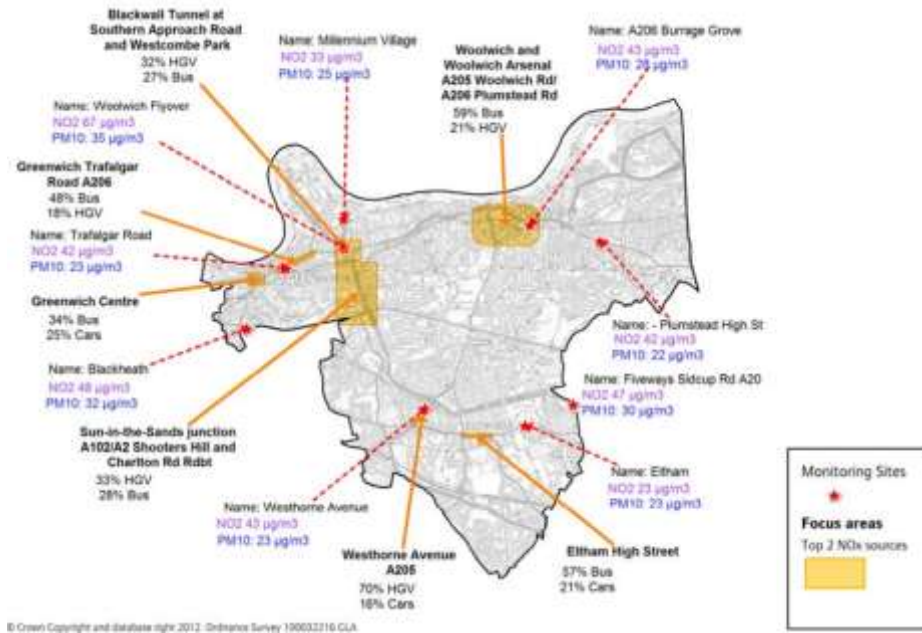 Blackwall Tunnel at
Southern Approach Road
and Westcombe Park
32% HGV
27% Bus
Name: Millennium Village
NO2 33 µg/m3
PM10: 25 µg/m3
Woolwich and
Woolwich Arsenal
A205 Woolwich Rd/
A206 Plumstead Rd
59% Bus
21% HGV
Name: A206 Burrage Grove
NO2 43 µg/m3
PM10: 28 µg/m3
Name: Woolwich Flyover
NO2 67 µg/m3
PM10: 35 µg/m3
Greenwich Trafalgar
Road A206
48% Bus
18% HGV
Name: Trafalgar Road
NO2 42 µg/m3
PM10: 23 µg/m3
Greenwich Centre
34% Bus
25% Cars
Name: Blackheath
NO2 48 µg/m3
PM10: 32 µg/m3
Sun-in-the-Sands junction
A102/A2 Shooters Hill and
Charlton Rd Rdbt
33% HGV
28% Bus
Name: - Plumstead High St
NO2 42 µg/m3
PM10: 22 µg/m3
Name: Fiveways Sidcup Rd A20
NO2 47 µg/m3
PM10: 30 µg/m3
Name: Eltham
NO2 23 µg/m3
PM10: 23 µg/m3
Name: Westhorne Avenue
NO2 43 µg/m3
PM10: 23 µg/m3
Westhorne Avenue
A205
70% HGV
16% Cars
Eltham High Street
57% Bus
21% Cars
Monitoring Sites
Focus areas
Top 2 NOx sources
© Crown Copyright and database right 2012. Ordnance Survey 100032216 GLA